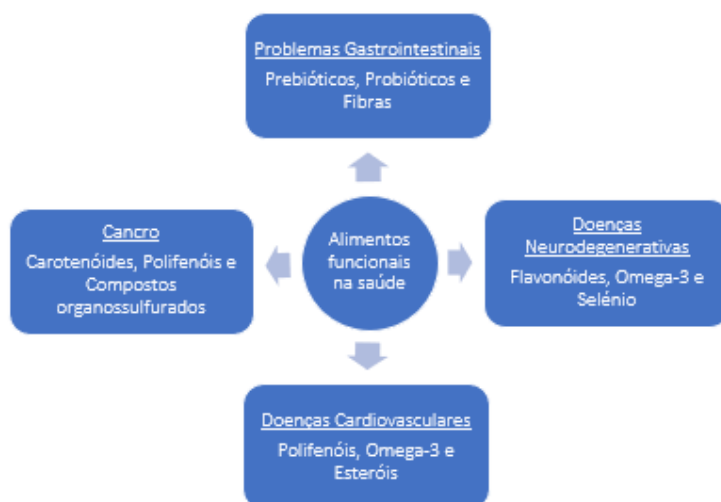 Problemas Gastrointestinais
Prebióticos, Probióticos e
Fibras
Cancro
Carotenóides, Polifenóis e
Compostos
organossulfurados
Alimentos
funcionais
na saúde
Doenças
Neurodegenerativas
Flavonóides, Omega-3 e
Selénio
Doenças Cardiovasculares
Polifenóis, Omega-3 e
Esteróis